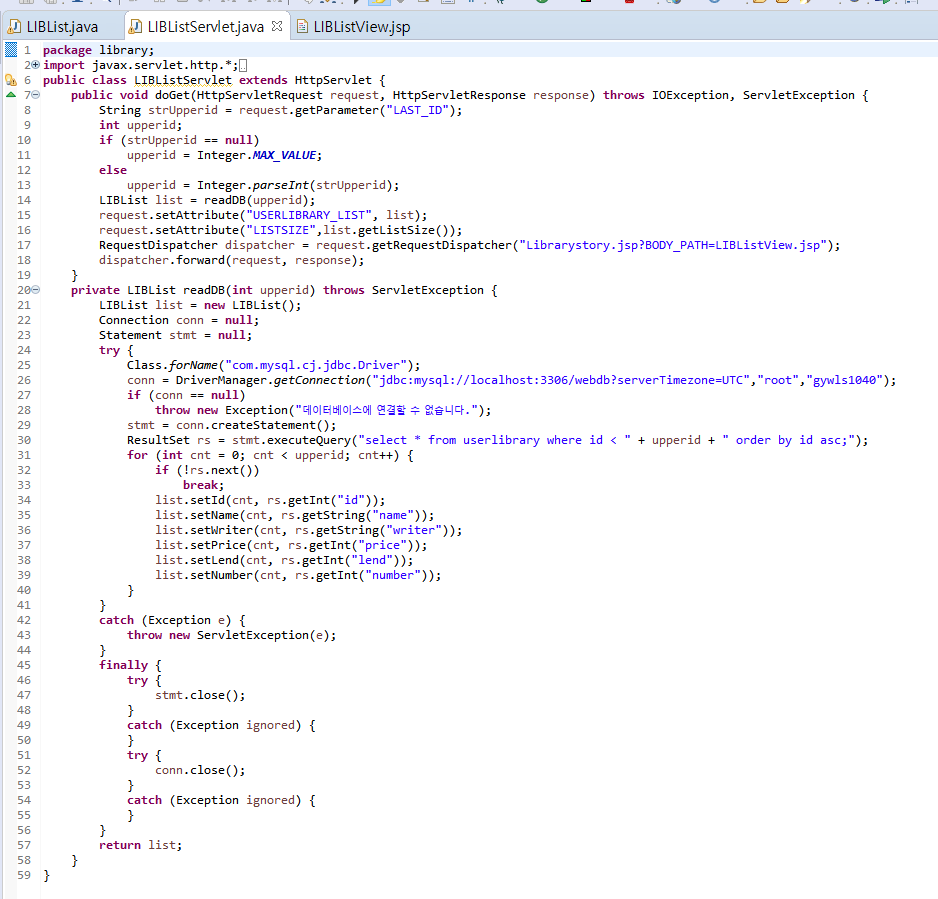 LIBList.java LIBListServlet.java LIBListView.jsp
1 package library;
2 import javax.servlet.http.*;
6 public class LIBListServlet extends HttpServlet {
7 public void doGet(HttpServletRequest request, HttpServletResponse response) throws IOException, ServletException {
8 String strUpperid = request.getParameter("LAST_ID");
9 int upperid;
10 if (strUpperid == null)
11 upperid = Integer.MAX_VALUE;
12 else
13 upperid = Integer.parseInt(strUpperid);
14 LIBList list = readDB(upperid);
15 request.setAttribute("USERLIBRARY_LIST", list);
16 request.setAttribute("LISTSIZE",list.getListSize());
17 RequestDispatcher dispatcher = request.getRequestDispatcher("Librarystory.jsp?BODY_PATH=LIBListView.jsp");
18 dispatcher.forward(request, response);
19 }
20 private LIBList readDB(int upperid) throws ServletException {
21 LIBList list = new LIBList();
22 Connection conn = null;
23 Statement stmt = null;
24 try {
25 Class.forName("com.mysql.cj.jdbc.Driver");
26 conn = DriverManager.getConnection("jdbc:mysql://localhost:3306/webdb?serverTimezone=UTC","root","gywls1040");
27 if (conn == null)
28 throw new Exception("데이터베이스에 연결할 수 없습니다.");
29 stmt = conn.createStatement();
30 ResultSet rs = stmt.executeQuery("select * from userlibrary where id < " + upperid + " order by id asc;");
31 for (int cnt = 0; cnt < upperid; cnt++) {
32 if (!rs.next())
33 break;
34 list.setId(cnt, rs.getInt("id"));
35 list.setName(cnt, rs.getString("name"));
36 list.setWriter(cnt, rs.getString("writer"));
37 list.setPrice(cnt, rs.getInt("price"));
38 list.setLend(cnt, rs.getInt("lend"));
39 list.setNumber(cnt, rs.getInt("number"));
40 }
41 }
42 catch (Exception e) {
43 throw new ServletException(e);
44 }
45 finally {
46 try {
47 stmt.close();
48 }
49 catch (Exception ignored) {
50 }
51 try {
52 conn.close();
53 }
54 catch (Exception ignored) {
55 }
56 }
57 return list;
58 }
59 }